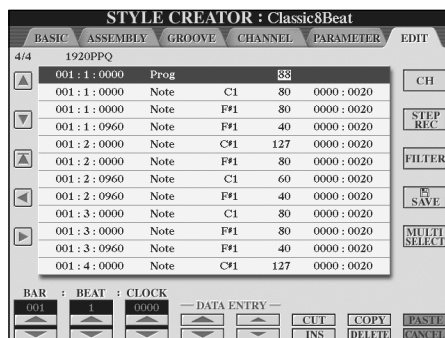 STYLE CREATOR : Classic8Beat
BASIC ASSEMBLY GROOVE CHANNEL PARAMETER EDIT
4/4 1920PPQ
001 : 1 : 0000 Prog 88
001 : 1 : 0000 Note C1 80 0000 : 0020
001 : 1 : 0000 Note F#1 80 0000 : 0020
001 : 1 : 0960 Note F#1 40 0000 : 0020
001 : 2 : 0000 Note C#1 127 0000 : 0020
001 : 2 : 0000 Note F#1 80 0000 : 0020
001 : 2 : 0960 Note C1 60 0000 : 0020
001 : 2 : 0960 Note F#1 40 0000 : 0020
001 : 3 : 0000 Note C1 80 0000 : 0020
001 : 3 : 0000 Note F#1 80 0000 : 0020
001 : 3 : 0960 Note F#1 40 0000 : 0020
001 : 4 : 0000 Note C#1 127 0000 : 0020
CH
STEP
REC
FILTER
SAVE
MULTI
SELECT
BAR : BEAT : CLOCK
001 1 0000
DATA ENTRY
CUT COPY PASTE
INS DELETE CANCEL